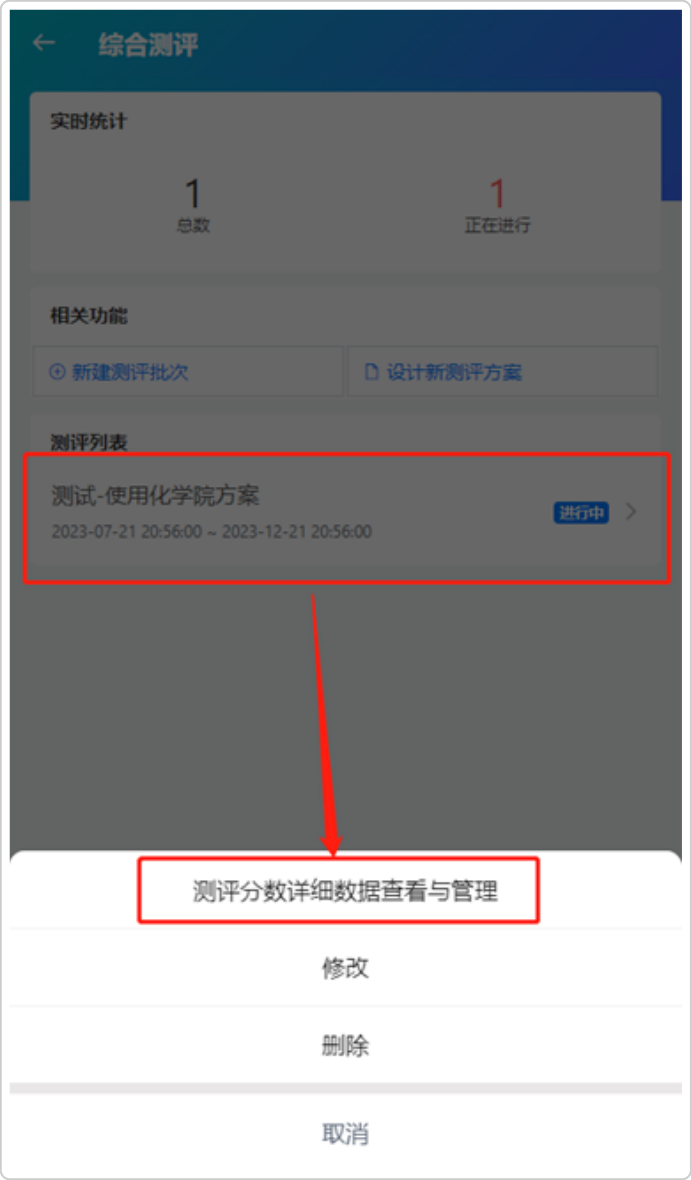 综合测评
实时统计
1
总数
1
正在进行
相关功能
新建测评批次
设计新测评方案
测评列表
测试-使用化学院方案
2023-07-21 20:56:00 ~ 2023-12-21 20:56:00
进行中
测评分数详细数据查看与管理
修改
删除
取消